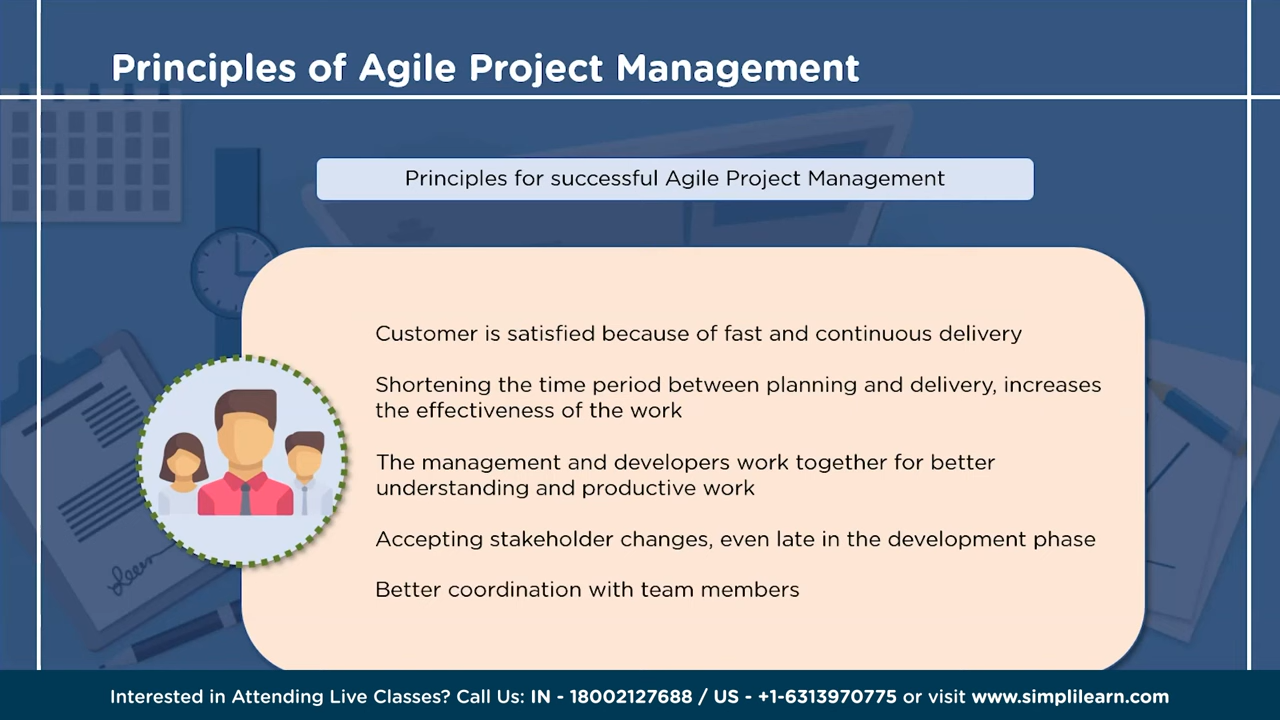 Principles of Agile Project Management
Principles for successful Agile Project Management
Customer is satisfied because of fast and continuous delivery
Shortening the time period between planning and delivery, increases
the effectiveness of the work
The management and developers work together for better
understanding and productive work
Accepting stakeholder changes, even late in the development phase
Better coordination with team members
Interested in Attending Live Classes? Call Us: IN - 18002127688 / US - +1-6313970775 or visit www.simplilearn.com